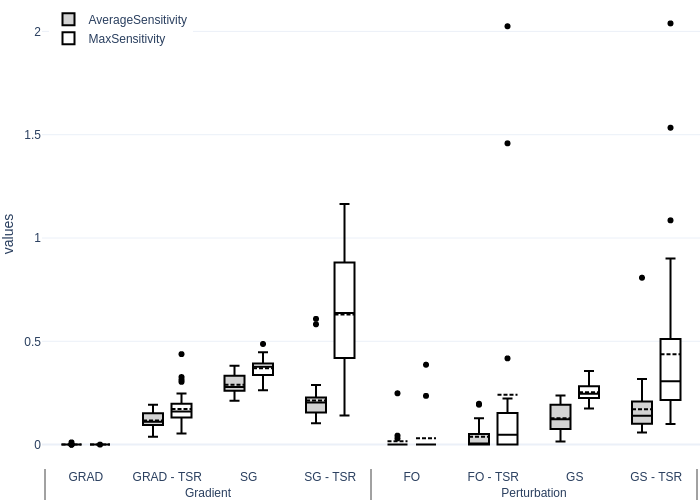 AverageSensitivity
MaxSensitivity
2
1.5
1
0.5
0
values
GRAD
GRAD - TSR
SG
SG - TSR
FO
FO - TSR
GS
GS - TSR
Gradient
Perturbation